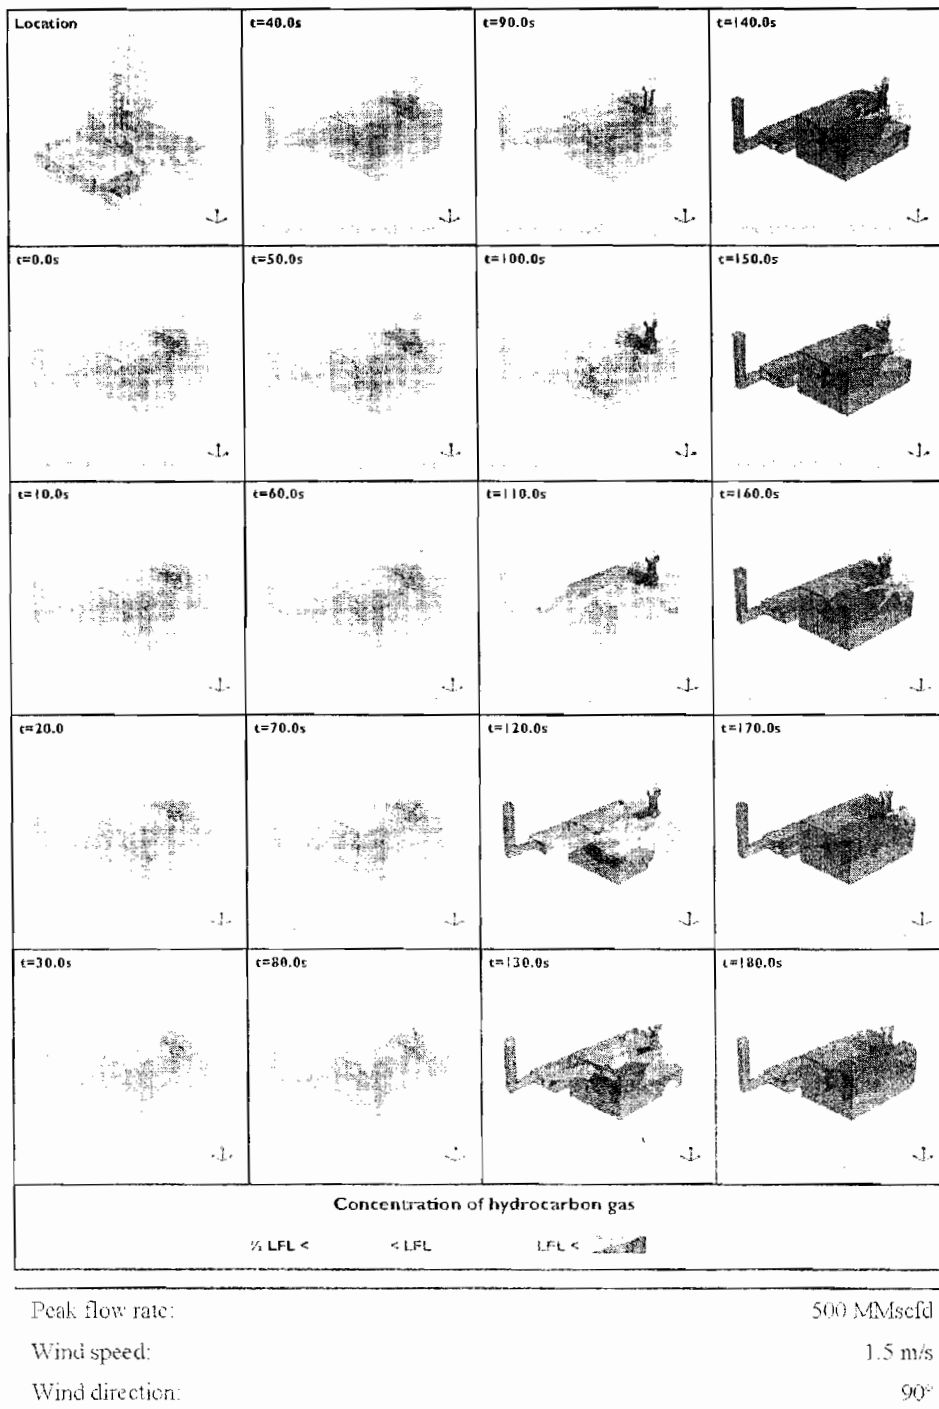 Location
t=40.0s
t=90.0s
t=140.0s
t=0.0s
t=50.0s
t=100.0s
t=150.0s
t=10.0s
t=60.0s
t=110.0s
t=160.0s
t=20.0
t=70.0s
t=120.0s
t=170.0s
t=30.0s
t=80.0s
t=130.0s
t=180.0s
Concentration of hydrocarbon gas
½ LFL < < LFL LFL <
Peak flow rate: 500 MMscfd
Wind speed: 1.5 m/s
Wind direction: 90°